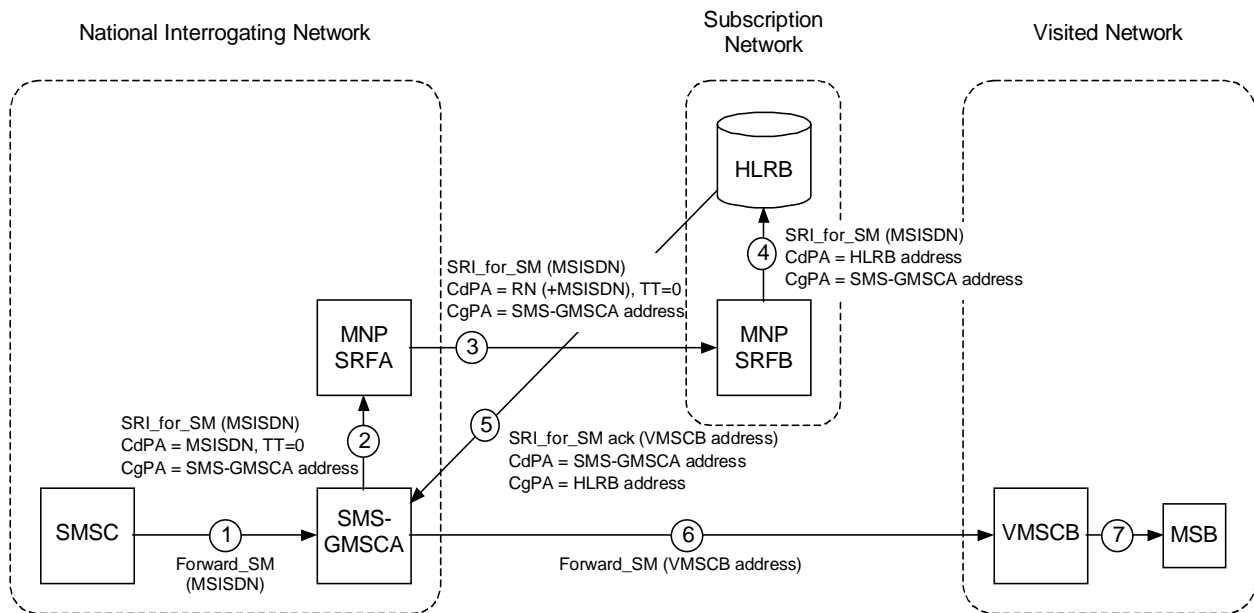 National Interrogating Network
Subscription
Network
Visited Network
HLRB
4
SRI_for_SM (MSISDN)
CdPA = HLRB address
CgPA = SMS-GMSCA address
SRI_for_SM (MSISDN)
CdPA = RN (+MSISDN), TT=0
CgPA = SMS-GMSCA address
MNP
SRFA
3
MNP
SRFB
SRI_for_SM (MSISDN)
CdPA = MSISDN, TT=0
CgPA = SMS-GMSCA address
2
5
SRI_for_SM ack (VMSCB address)
CdPA = SMS-GMSCA address
CgPA = HLRB address
SMSC
1
Forward_SM
(MSISDN)
SMS-
GMSCA
6
Forward_SM (VMSCB address)
VMSCB
7
MSB